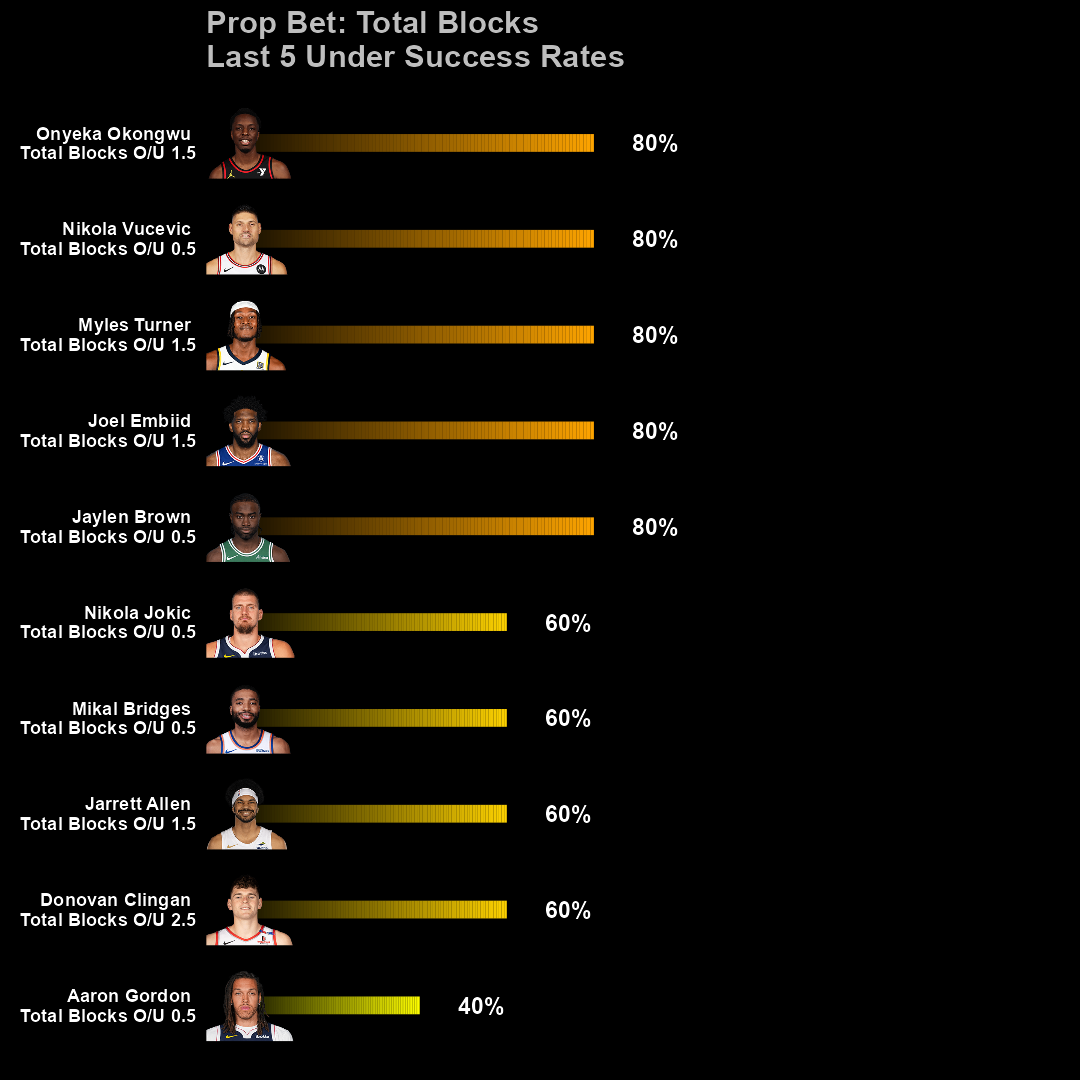 Prop Bet: Total Blocks
Last 5 Under Success Rates
Onyeka Okongwu
Total Blocks O/U 1.5
80%
Nikola Vucevic
Total Blocks O/U 0.5
80%
Myles Turner
Total Blocks O/U 1.5
80%
Joel Embiid
Total Blocks O/U 1.5
80%
Jaylen Brown
Total Blocks O/U 0.5
80%
Nikola Jokic
Total Blocks O/U 0.5
60%
Mikal Bridges
Total Blocks O/U 0.5
60%
Jarrett Allen
Total Blocks O/U 1.5
60%
Donovan Clingan
Total Blocks O/U 2.5
60%
Aaron Gordon
Total Blocks O/U 0.5
40%